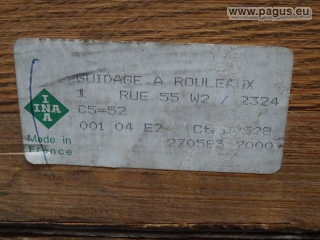 www.pagus.eu
GUIDAGE A ROULEAUX
1 RUE 55 W2 / 2324
C5=52
001 04 E2
270583 2000
INA
INA
Made in
France